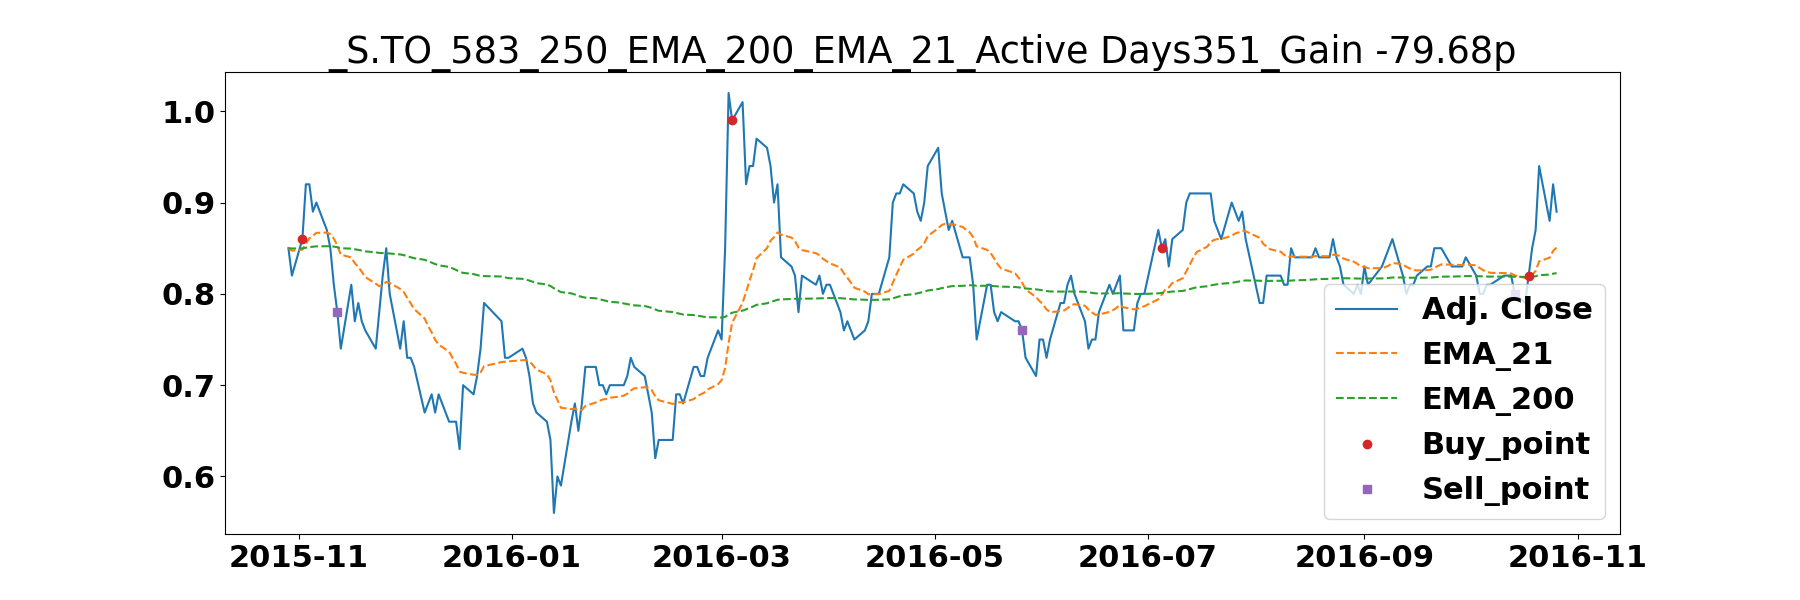 _S.TO_583_250_EMA_200_EMA_21_Active Days351_Gain -79.68p
1.0
0.9
0.8
0.7
0.6
Adj. Close
EMA_21
EMA_200
Buy_point
Sell_point
2015-11 2016-01 2016-03 2016-05 2016-07 2016-09 2016-11